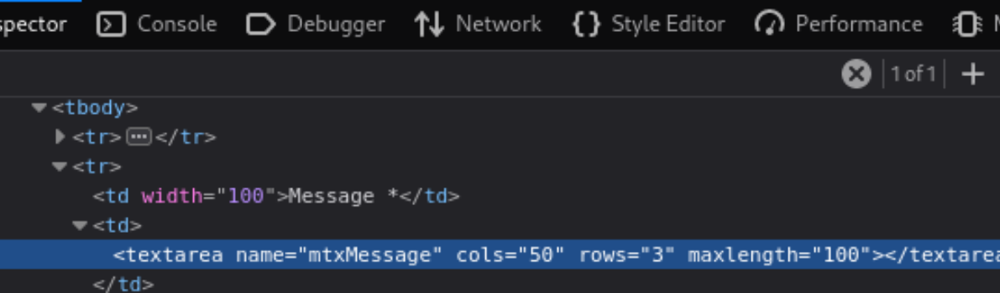 spector Console Debugger Network {} Style Editor Performance M
1 of 1 +
<tbody>
<tr> ... </tr>
<tr>
<td width="100">Message *</td>
<td>
<textarea name="mtxMessage" cols="50" rows="3" maxlength="100"></textarea
</td>